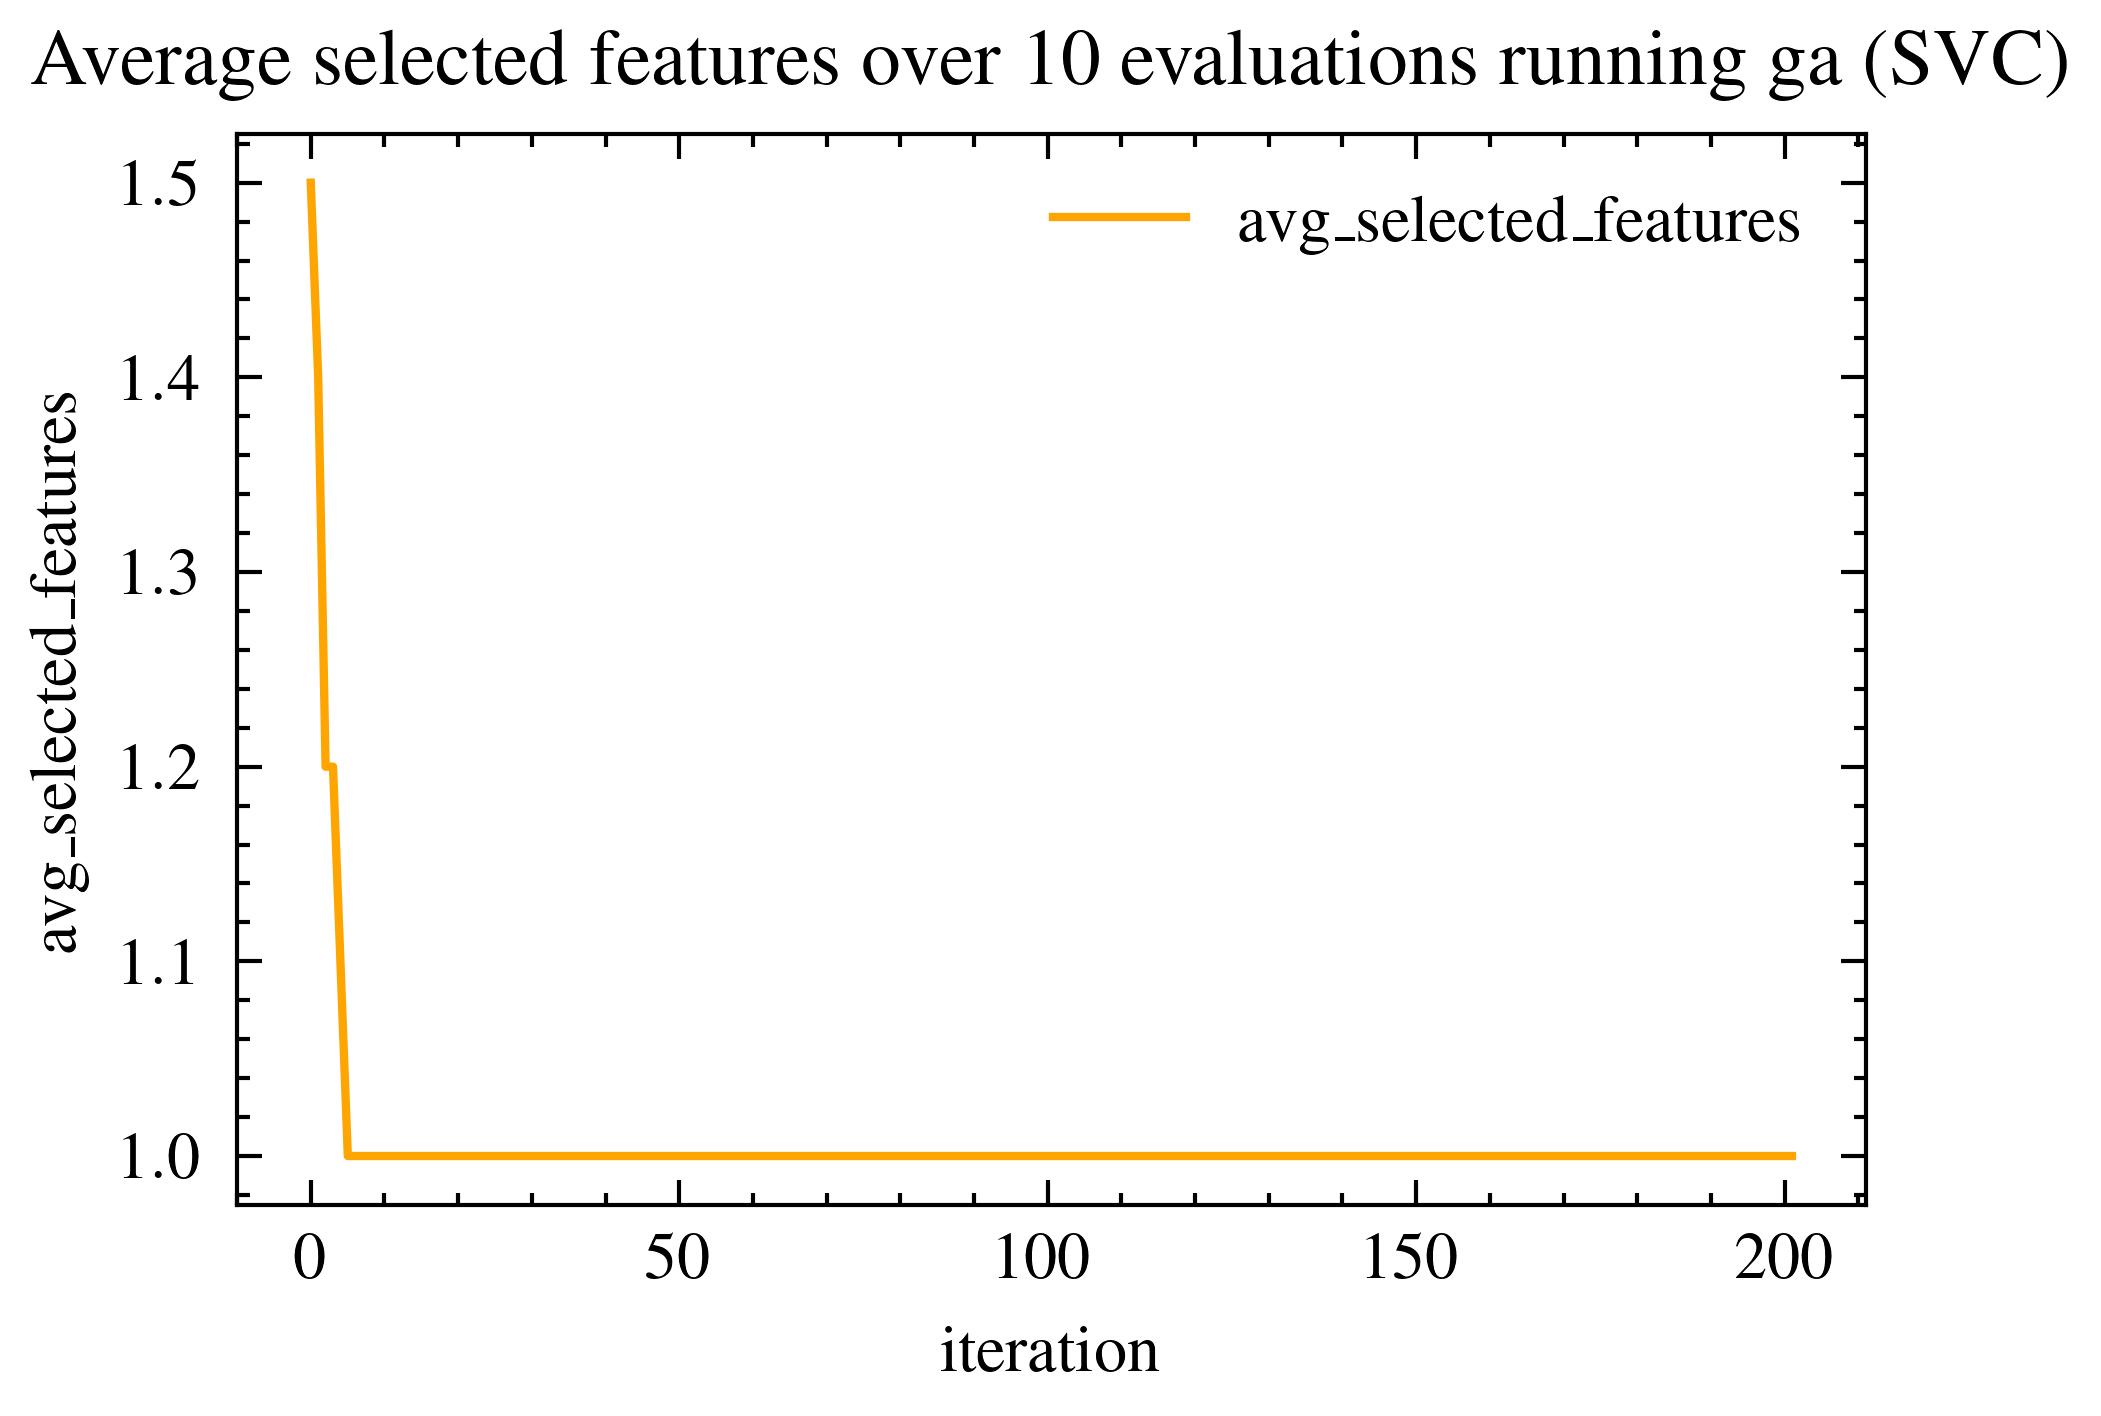 Average selected features over 10 evaluations running ga (SVC)
avg_selected_features
1.5
1.4
1.3
1.2
1.1
1.0
avg_selected_features
0 50 100 150 200
iteration